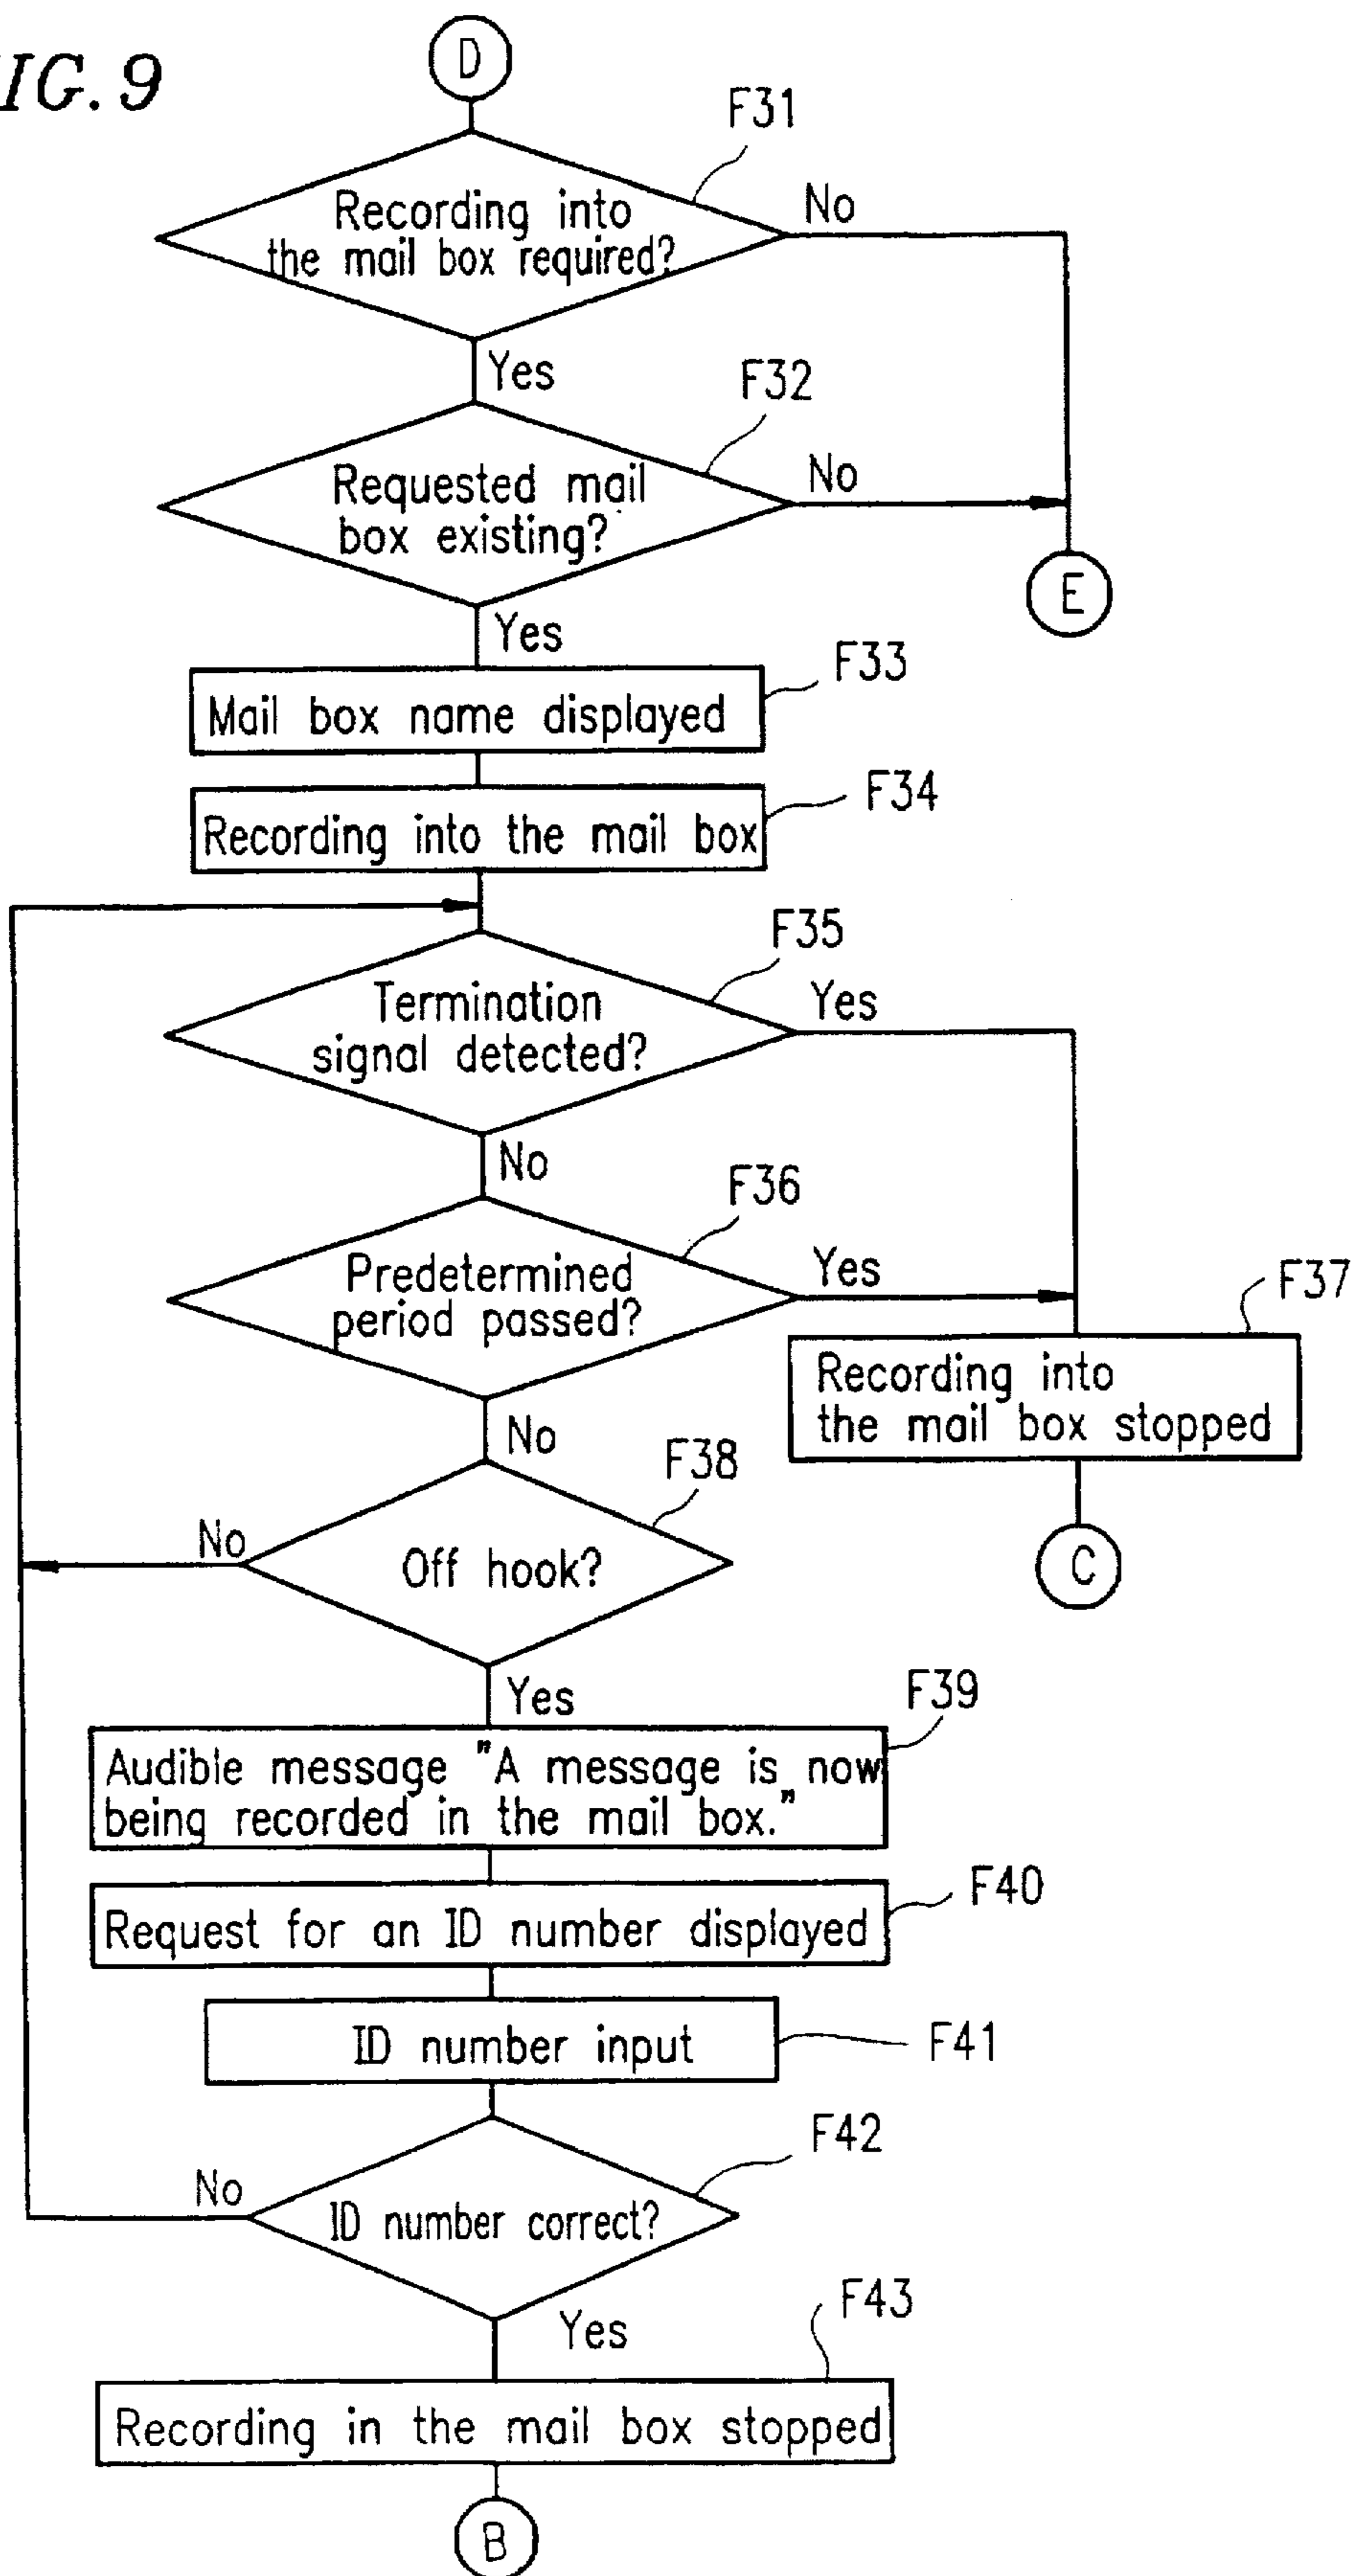 IG. 9
D
F31
Recording into
the mail box required?
No
Yes
F32
Requested mail
box existing?
No
E
Yes
F33
Mail box name displayed
F34
Recording into the mail box
F35
Termination
signal detected?
Yes
No
F36
Predetermined
period passed?
Yes
F37
Recording into
the mail box stopped
C
No
F38
Off hook?
No
Yes
F39
Audible message "A message is now
being recorded in the mail box."
F40
Request for an ID number displayed
ID number input
F41
F42
ID number correct?
No
Yes
F43
Recording in the mail box stopped
B